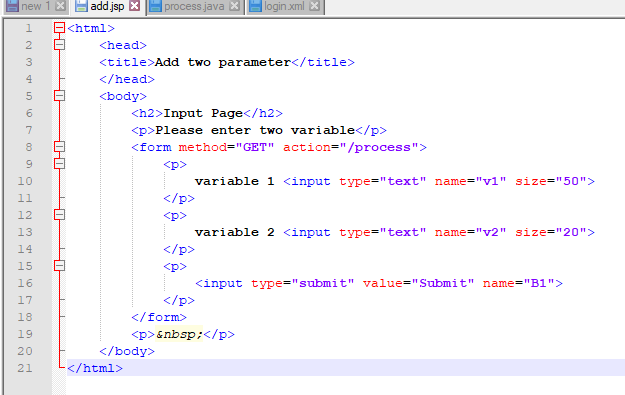 new 1 add.jsp process.java login.xml
1 <html>
2 <head>
3 <title>Add two parameter</title>
4 </head>
5 <body>
6 <h2>Input Page</h2>
7 <p>Please enter two variable</p>
8 <form method="GET" action="/process">
9 <p>
10 variable 1 <input type="text" name="v1" size="50">
11 </p>
12 <p>
13 variable 2 <input type="text" name="v2" size="20">
14 </p>
15 <p>
16 <input type="submit" value="Submit" name="B1">
17 </p>
18 </form>
19 <p>&nbsp;</p>
20 </body>
21 </html>